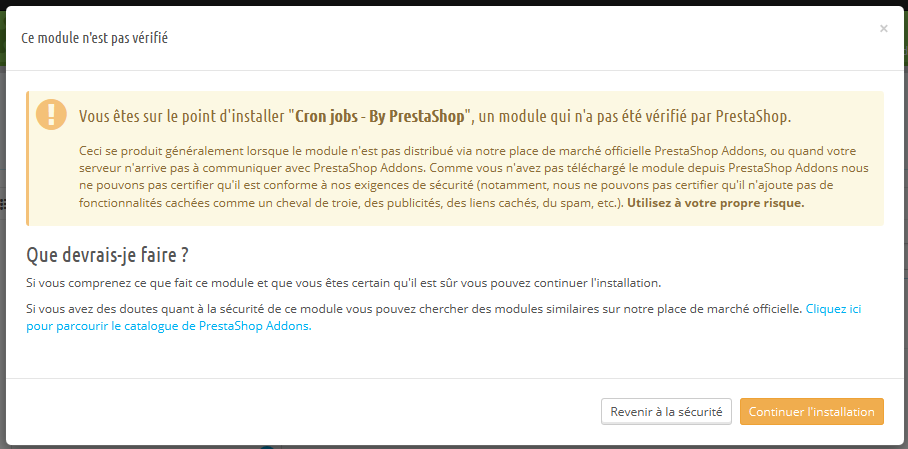 Ce module n'est pas vérifié
×
Vous êtes sur le point d'installer "Cron jobs - By PrestaShop", un module qui n'a pas été vérifié par PrestaShop.
Ceci se produit généralement lorsque le module n'est pas distribué via notre place de marché officielle PrestaShop Addons, ou quand votre
serveur n'arrive pas à communiquer avec PrestaShop Addons. Comme vous n'avez pas téléchargé le module depuis PrestaShop Addons nous
ne pouvons pas certifier qu'il est conforme à nos exigences de sécurité (notamment, nous ne pouvons pas certifier qu'il n'ajoute pas de
fonctionnalités cachées comme un cheval de troie, des publicités, des liens cachés, du spam, etc.). Utilisez à votre propre risque.
Que devrais-je faire ?
Si vous comprenez ce que fait ce module et que vous êtes certain qu'il est sûr vous pouvez continuer l'installation.
Si vous avez des doutes quant à la sécurité de ce module vous pouvez chercher des modules similaires sur notre place de marché officielle. Cliquez ici
pour parcourir le catalogue de PrestaShop Addons.
Revenir à la sécurité
Continuer l'installation